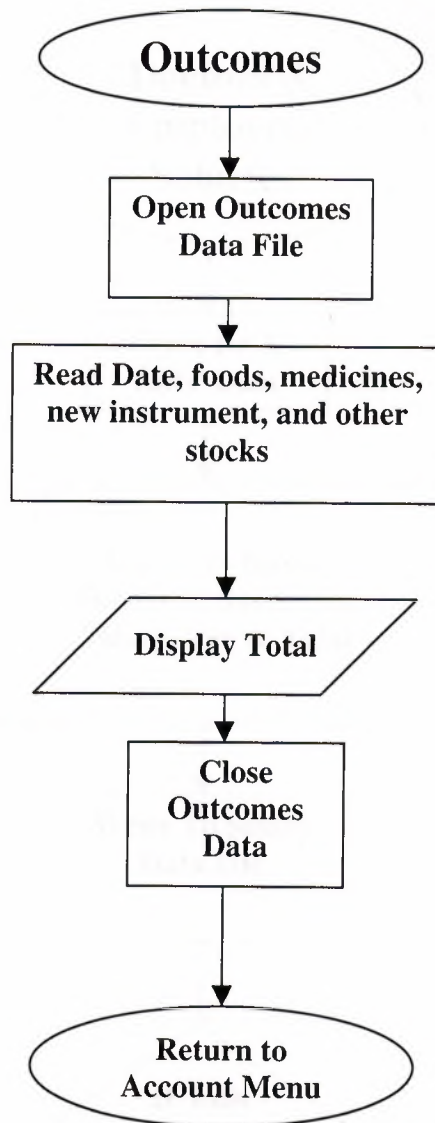 Outcomes
Open Outcomes
Data File
Read Date, foods, medicines,
new instrument, and other
stocks
Display Total
Close
Outcomes
Data
Return to
Account Menu